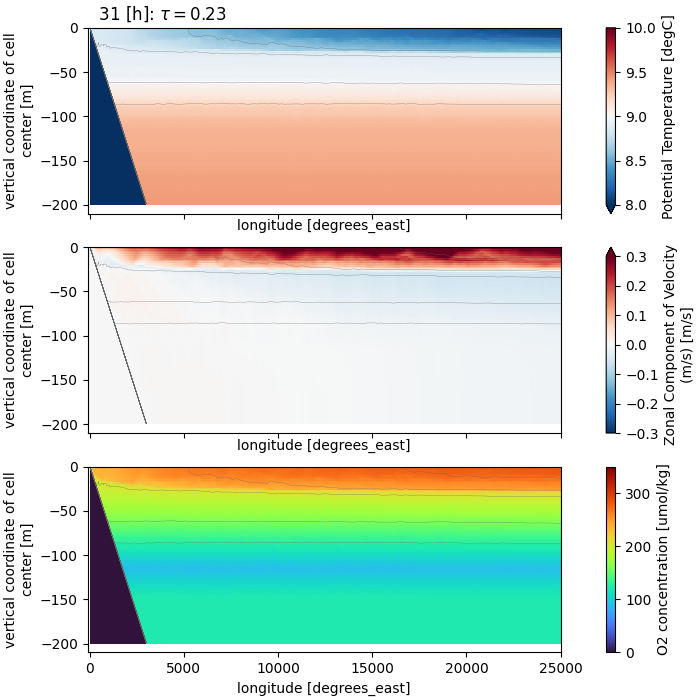 31 [h]: τ = 0.23
0
−50
−100
−150
−200
vertical coordinate of cell
center [m]
longitude [degrees_east]
10.0
9.5
9.0
8.5
8.0
Potential Temperature [degC]
0
−50
−100
−150
−200
vertical coordinate of cell
center [m]
longitude [degrees_east]
0.3
0.2
0.1
0.0
−0.1
−0.2
−0.3
Zonal Component of Velocity
(m/s) [m/s]
0
−50
−100
−150
−200
vertical coordinate of cell
center [m]
0 5000 10000 15000 20000 25000
longitude [degrees_east]
300
200
100
0
O2 concentration [umol/kg]